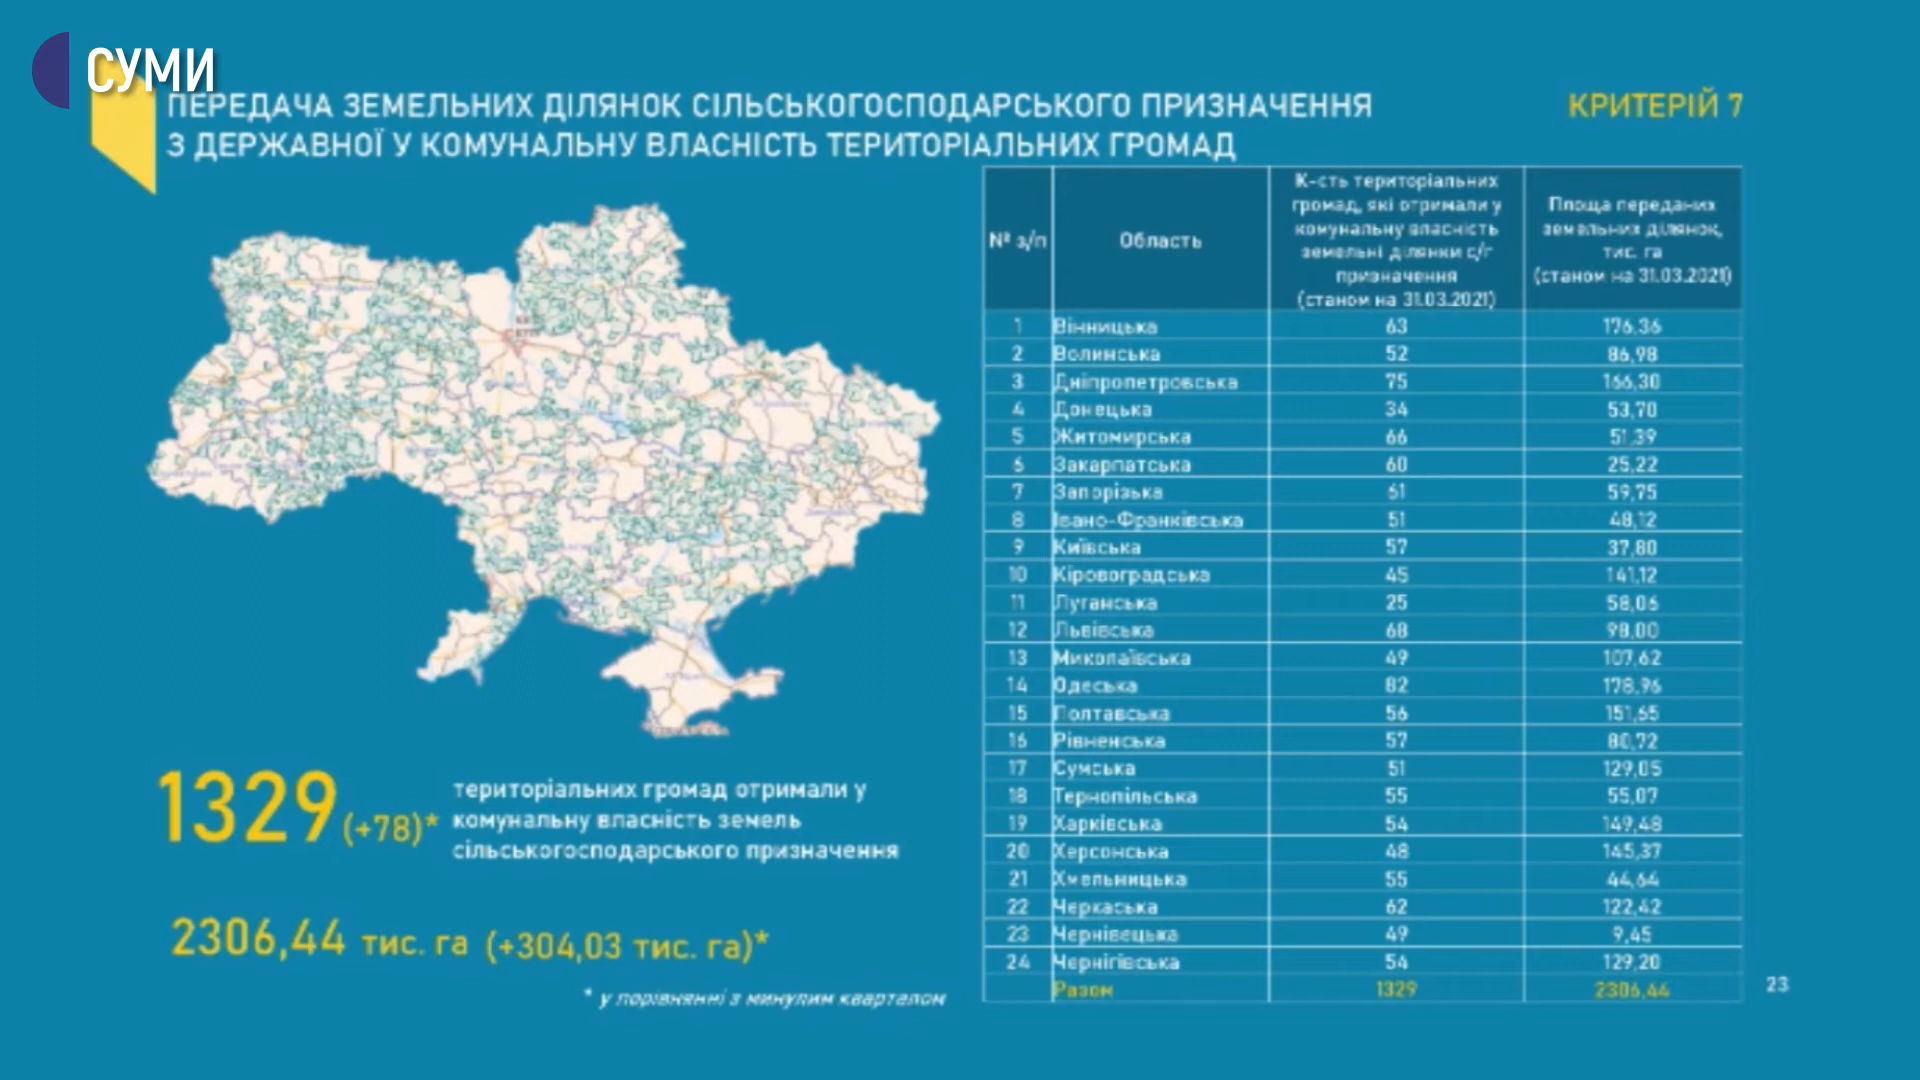 СУМИ
ПЕРЕДАЧА ЗЕМЕЛЬНИХ ДІЛЯНОК СІЛЬСЬКОГОСПОДАРСЬКОГО ПРИЗНАЧЕННЯ
З ДЕРЖАВНОЇ У КОМУНАЛЬНУ ВЛАСНІСТЬ ТЕРИТОРІАЛЬНИХ ГРОМАД
КРИТЕРІЙ 7
№ з/п
Область
К-сть територіальних
громад, які отримали у
комунальну власність
земельні ділянки с/г
призначення
(станом на 31.03.2021)
Площа переданих
земельних ділянок,
тис. га
(станом на 31.03.2021)
1 Вінницька 63 176,36
2 Волинська 52 86,98
3 Дніпропетровська 75 166,30
4 Донецька 34 53,70
5 Житомирська 66 51,39
6 Закарпатська 60 25,22
7 Запорізька 61 59,75
8 Івано-Франківська 51 48,12
9 Київська 57 37,80
10 Кіровоградська 45 141,12
11 Луганська 25 58,06
12 Львівська 68 98,00
13 Миколаївська 49 107,62
14 Одеська 82 178,96
15 Полтавська 56 151,65
16 Рівненська 57 80,72
17 Сумська 51 129,05
18 Тернопільська 55 55,07
19 Харківська 54 149,48
20 Херсонська 48 145,37
21 Хмельницька 55 44,64
22 Черкаська 62 122,42
23 Чернівецька 49 9,45
24 Чернігівська 54 129,20
Разом 1329 2306,44
1329 (+78)*
територіальних громад отримали у
комунальну власність земель
сільськогосподарського призначення
2306,44 тис. га (+304,03 тис. га)*
* у порівнянні з минулим кварталом
23